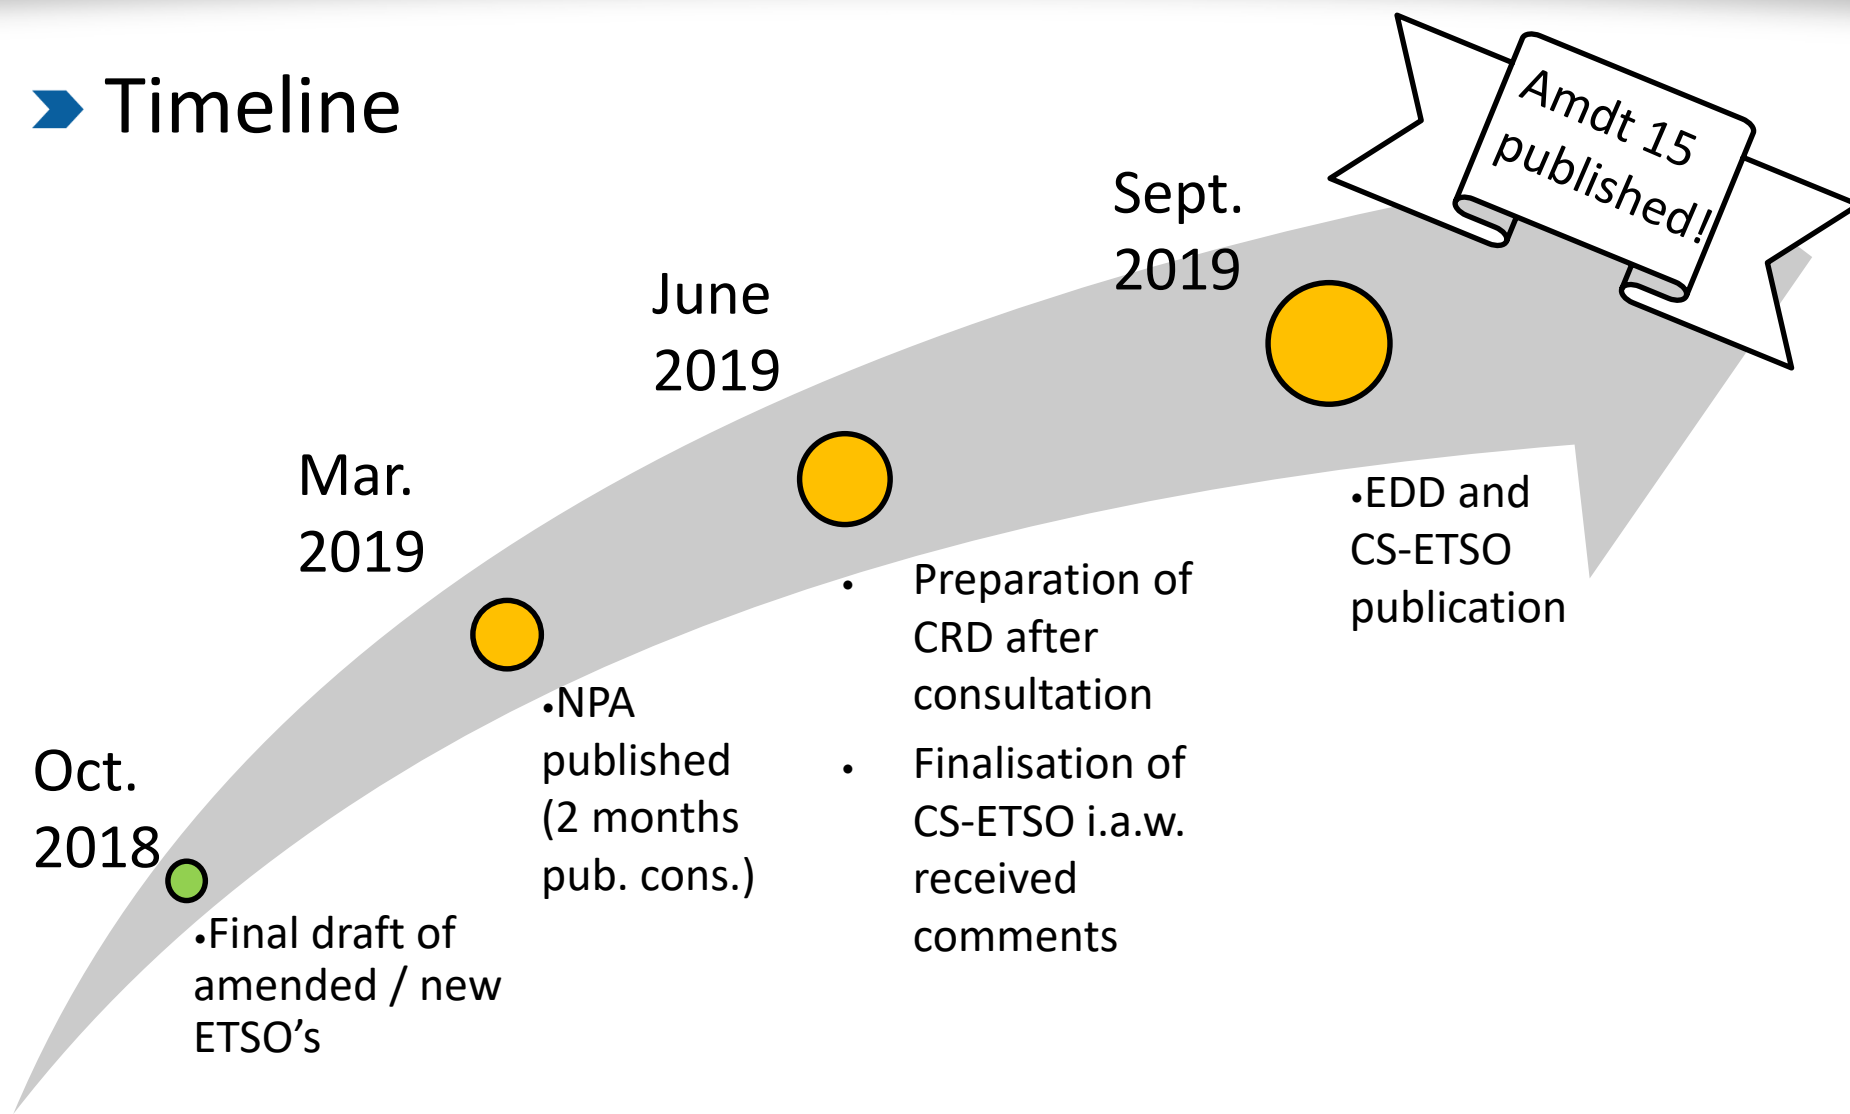 Timeline
Amdt 15
published!
Sept.
2019
June
2019
Mar.
2019
Oct.
2018
•Final draft of
amended / new
ETSO’s
•NPA
published
(2 months
pub. cons.)
• Preparation of
CRD after
consultation
• Finalisation of
CS-ETSO i.a.w.
received
comments
•EDD and
CS-ETSO
publication